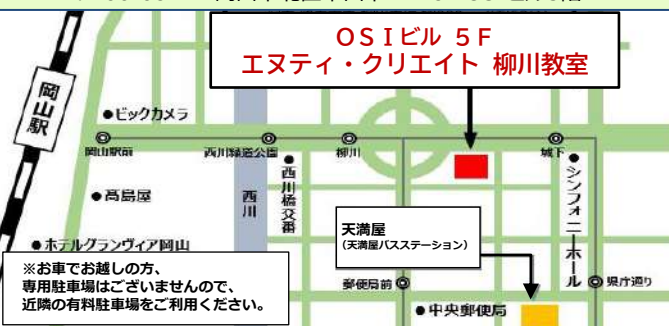 OSIビル 5F
エヌティ・クリエイト 柳川教室
岡山駅
●ビックカメラ
岡山駅前
西川緑道公園
柳川
城下
●髙島屋
西川
●西川橋交番
●シンフォニーホール
天満屋
(天満屋バスステーション)
●ホテルグランヴィア岡山
※お車でお越しの方、
専用駐車場はございませんので、
近隣の有料駐車場をご利用ください。
郵便局前
県庁通り
●中央郵便局